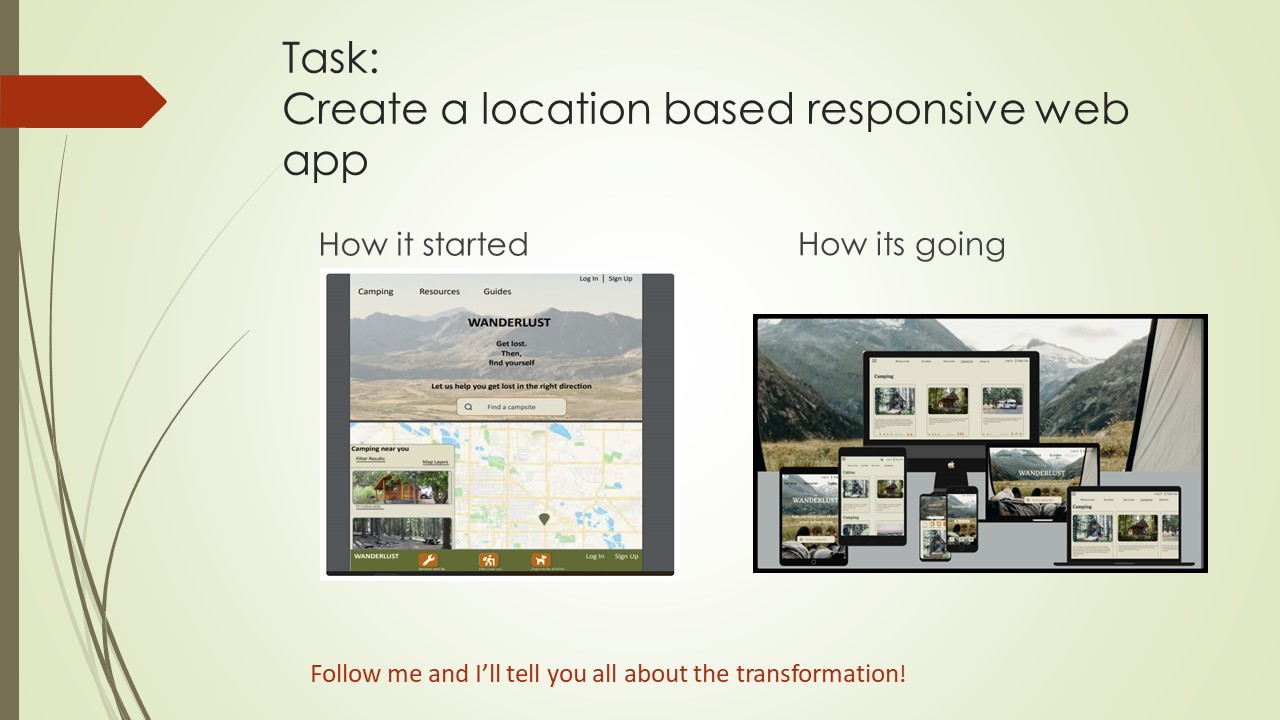 Task:
Create a location based responsive web
app
How it started
How its going
Log In | Sign Up
Camping Resources Guides
WANDERLUST
Get lost.
Then,
find yourself
Let us help you get lost in the right direction
Find a campsite
Camping near you
Filter Results
Map Layers
WANDERLUST
Log In Sign Up
Camping
WANDERLUST
Camping
WANDERLUST
Camping
Follow me and I’ll tell you all about the transformation!